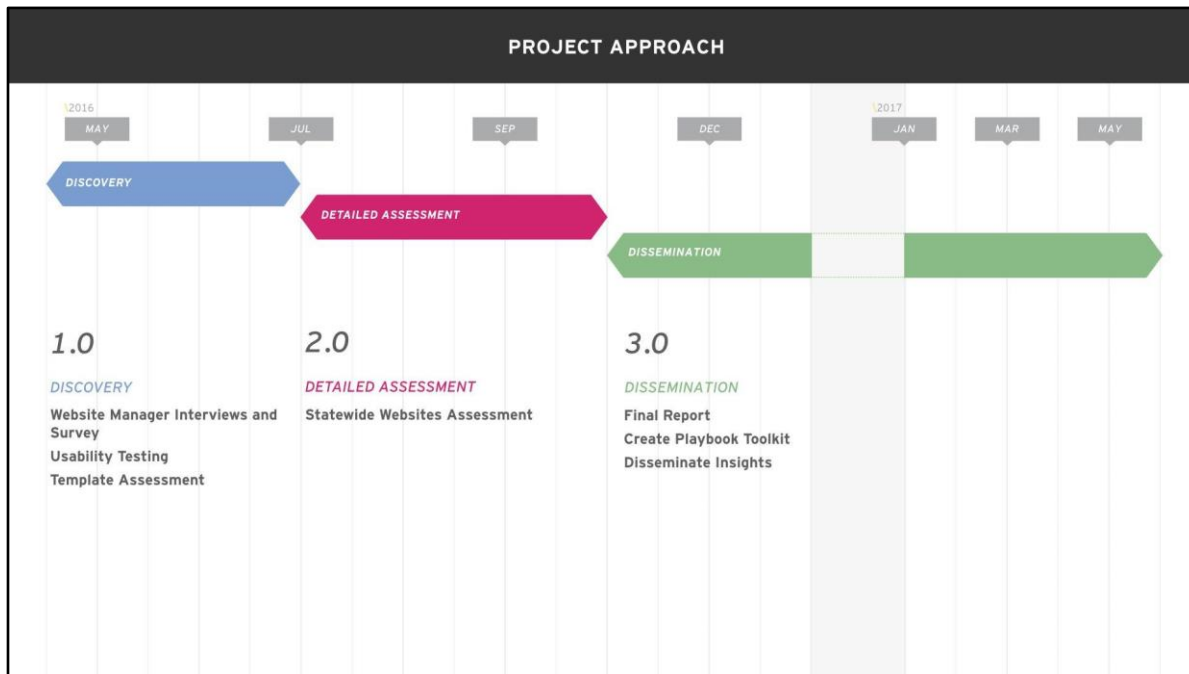 PROJECT APPROACH
\2016
\2017
MAY
JUL
SEP
DEC
JAN
MAR
MAY
DISCOVERY
DETAILED ASSESSMENT
DISSEMINATION
1.0
DISCOVERY
Website Manager Interviews and
Survey
Usability Testing
Template Assessment
2.0
DETAILED ASSESSMENT
Statewide Websites Assessment
3.0
DISSEMINATION
Final Report
Create Playbook Toolkit
Disseminate Insights